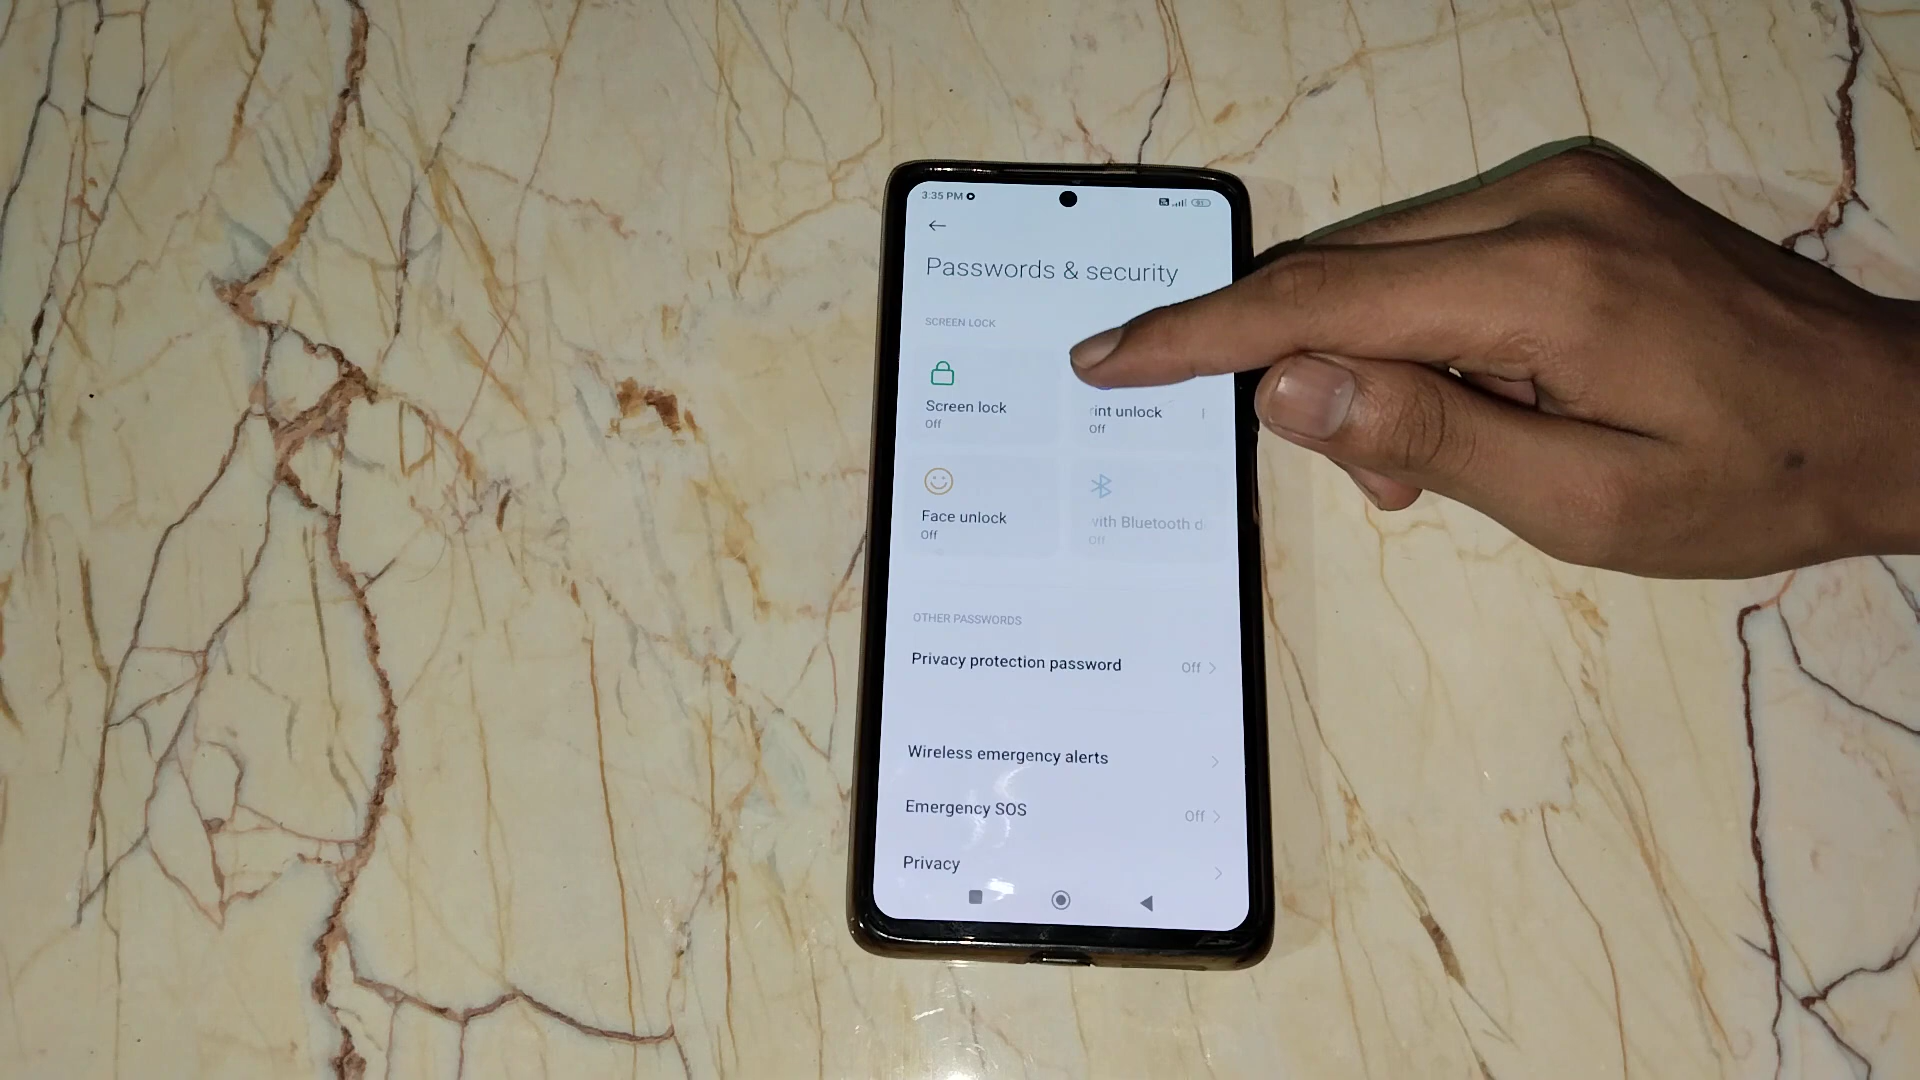 3:35 PM
Passwords & security
SCREEN LOCK
Screen lock
Off
int unlock
Off
Face unlock
Off
vith Bluetooth d
Off
OTHER PASSWORDS
Privacy protection password
Off
Wireless emergency alerts
Emergency SOS
Off
Privacy